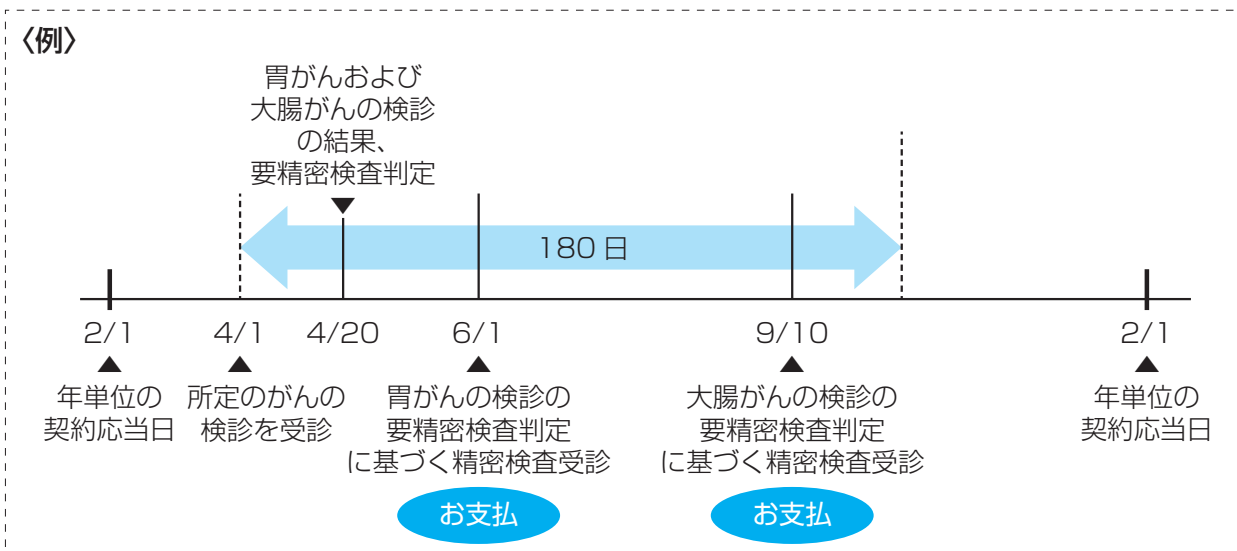 〈例〉
胃がんおよび
大腸がんの検診
の結果、
要精密検査判定
180日
2/1
4/1
4/20
6/1
9/10
2/1
年単位の
契約応当日
所定のがんの
検診を受診
胃がんの検診の
要精密検査判定
に基づく精密検査受診
大腸がんの検診の
要精密検査判定
に基づく精密検査受診
年単位の
契約応当日
お支払
お支払